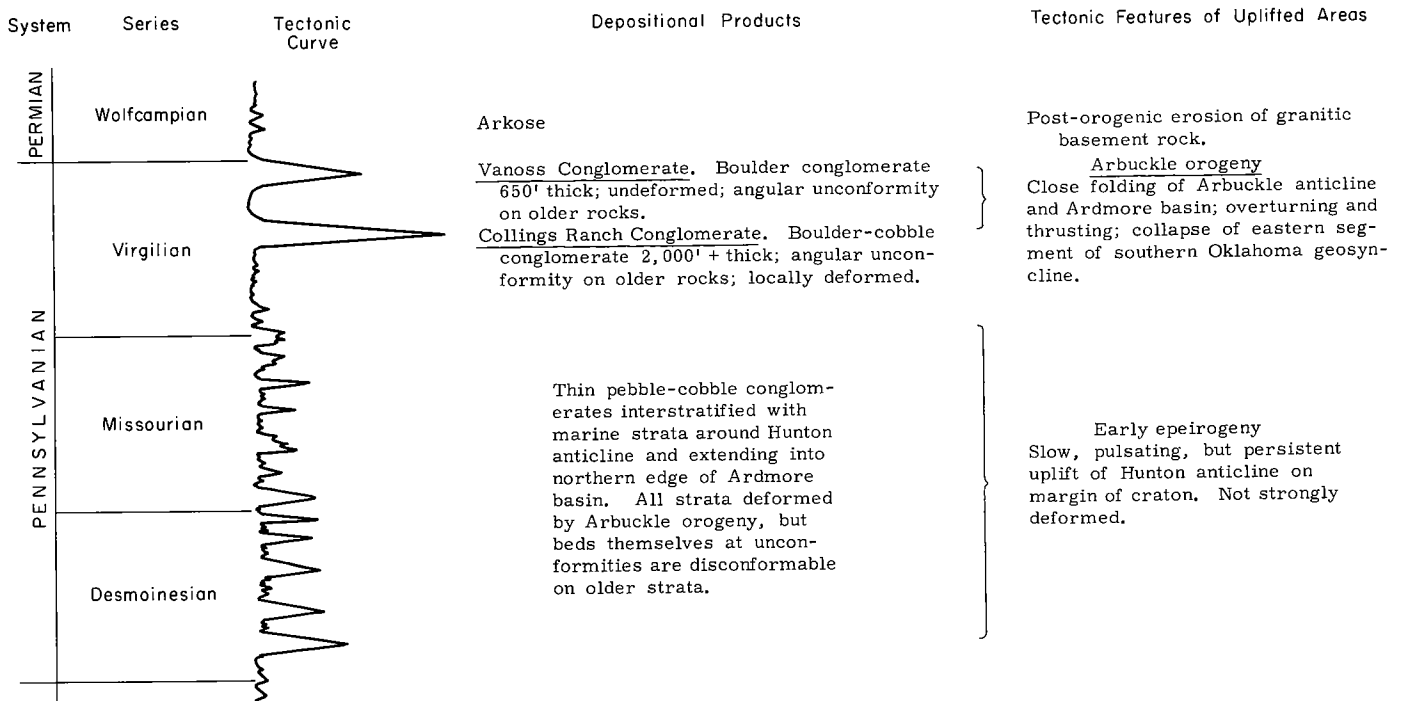 System
Series
Tectonic
Curve
Depositional Products
Tectonic Features of Uplifted Areas
PERMIAN
Wolfcampian
Arkose
Post-orogenic erosion of granitic
basement rock.
Vanoss Conglomerate. Boulder conglomerate
650' thick; undeformed; angular unconformity
on older rocks.
Collings Ranch Conglomerate. Boulder-cobble
conglomerate 2,000' + thick; angular uncon-
formity on older rocks; locally deformed.
Arbuckle orogeny
Close folding of Arbuckle anticline
and Ardmore basin; overturning and
thrusting; collapse of eastern seg-
ment of southern Oklahoma geosyn-
cline.
PENNSYLVANIAN
Virgilian
Missourian
Desmoinesian
Thin pebble-cobble conglom-
erates interstratified with
marine strata around Hunton
anticline and extending into
northern edge of Ardmore
basin. All strata deformed
by Arbuckle orogeny, but
beds themselves at uncon-
formities are disconformable
on older strata.
Early epeirogeny
Slow, pulsating, but persistent
uplift of Hunton anticline on
margin of craton. Not strongly
deformed.